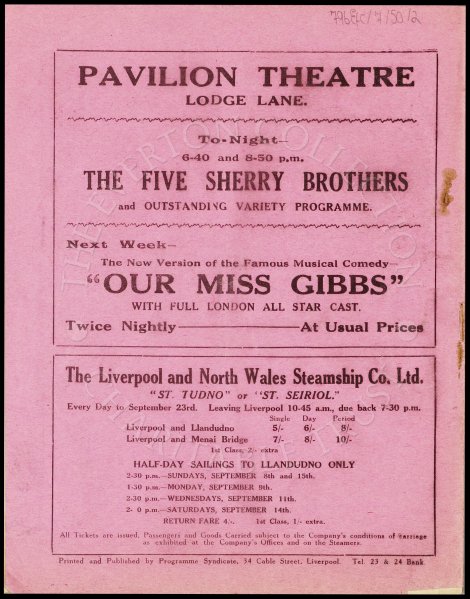 796efc/7/50/2
PAVILION THEATRE
LODGE LANE.
To-Night—
6-40 and 8-50 p.m.
THE FIVE SHERRY BROTHERS
and OUTSTANDING VARIETY PROGRAMME.
Next Week—
The New Version of the Famous Musical Comedy—
"OUR MISS GIBBS"
WITH FULL LONDON ALL STAR CAST.
Twice Nightly————At Usual Prices
The Liverpool and North Wales Steamship Co. Ltd.
"ST. TUDNO" or "ST. SEIRIOL."
Every Day to September 23rd. Leaving Liverpool 10-45 a.m., due back 7-30 p.m.
Single Day Period
Liverpool and Llandudno 5/- 6/- 8/-
Liverpool and Menai Bridge 7/- 8/- 10/-
1st Class, 2/- extra
HALF-DAY SAILINGS TO LLANDUDNO ONLY
2-30 p.m.—SUNDAYS, SEPTEMBER 8th and 15th.
1-30 p.m.—MONDAY, SEPTEMBER 9th.
2-30 p.m.—WEDNESDAYS, SEPTEMBER 11th.
2- 0 p.m.—SATURDAYS, SEPTEMBER 14th.
RETURN FARE 4/-. 1st Class, 1/- extra.
All Tickets are issued, Passengers and Goods Carried subject to the Company's conditions of carriage
as exhibited at the Company's Offices and on the Steamers.
Printed and Published by Programme Syndicate, 34 Cable Street, Liverpool. Tel 23 & 24 Bank